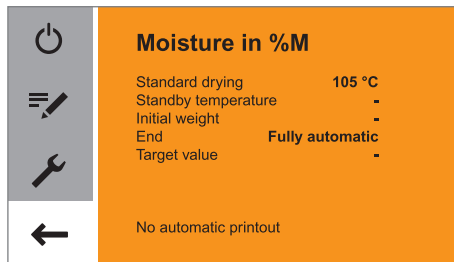 Moisture in %M
Standard drying 105 °C
Standby temperature -
Initial weight -
End Fully automatic
Target value -
No automatic printout